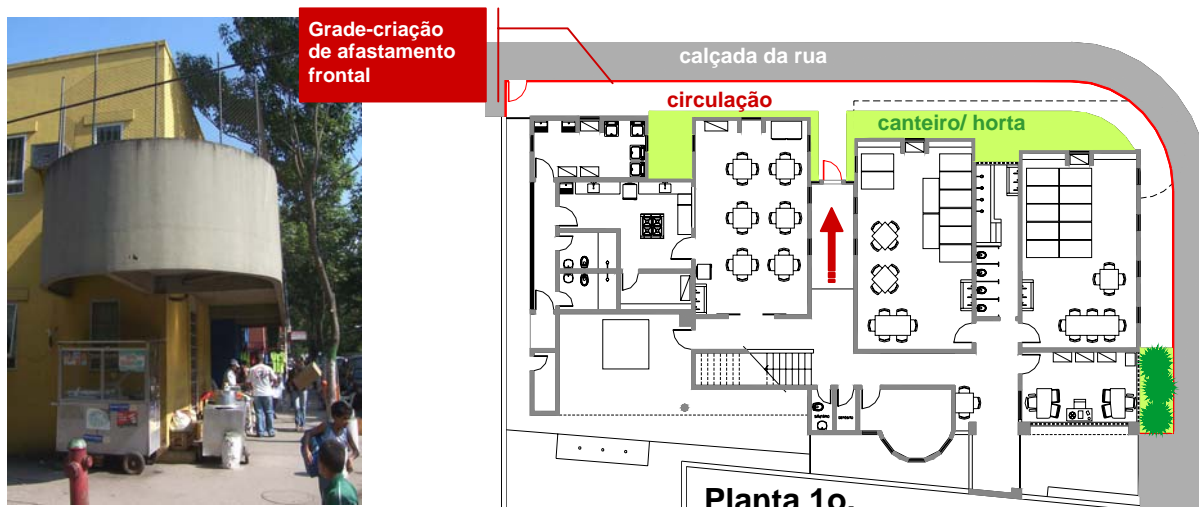 Grade-criação
de afastamento
frontal
calçada da rua
circulação
canteiro/ horta
Planta 1o.